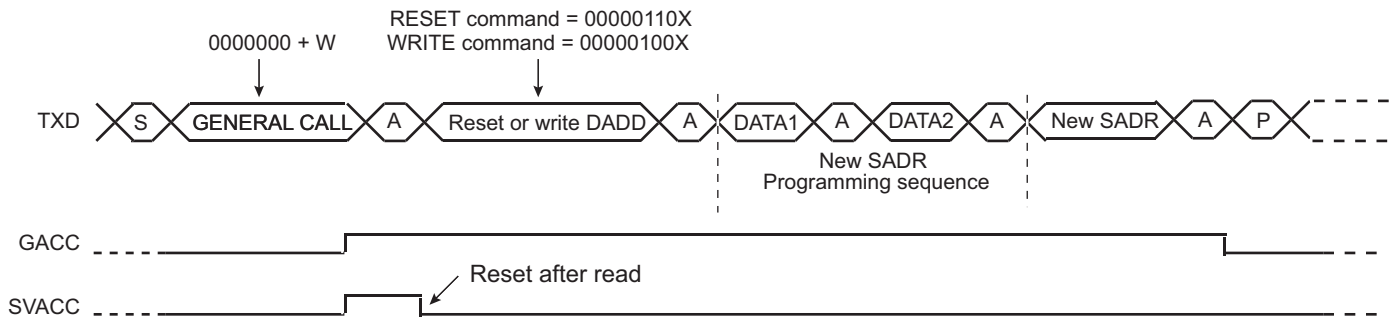 RESET command = 00000110X
0000000 + W
WRITE command = 00000100X
TXD S GENERAL CALL A Reset or write DADD A DATA1 A DATA2 A New SADR A P
New SADR
Programming sequence
GACC
Reset after read
SVACC